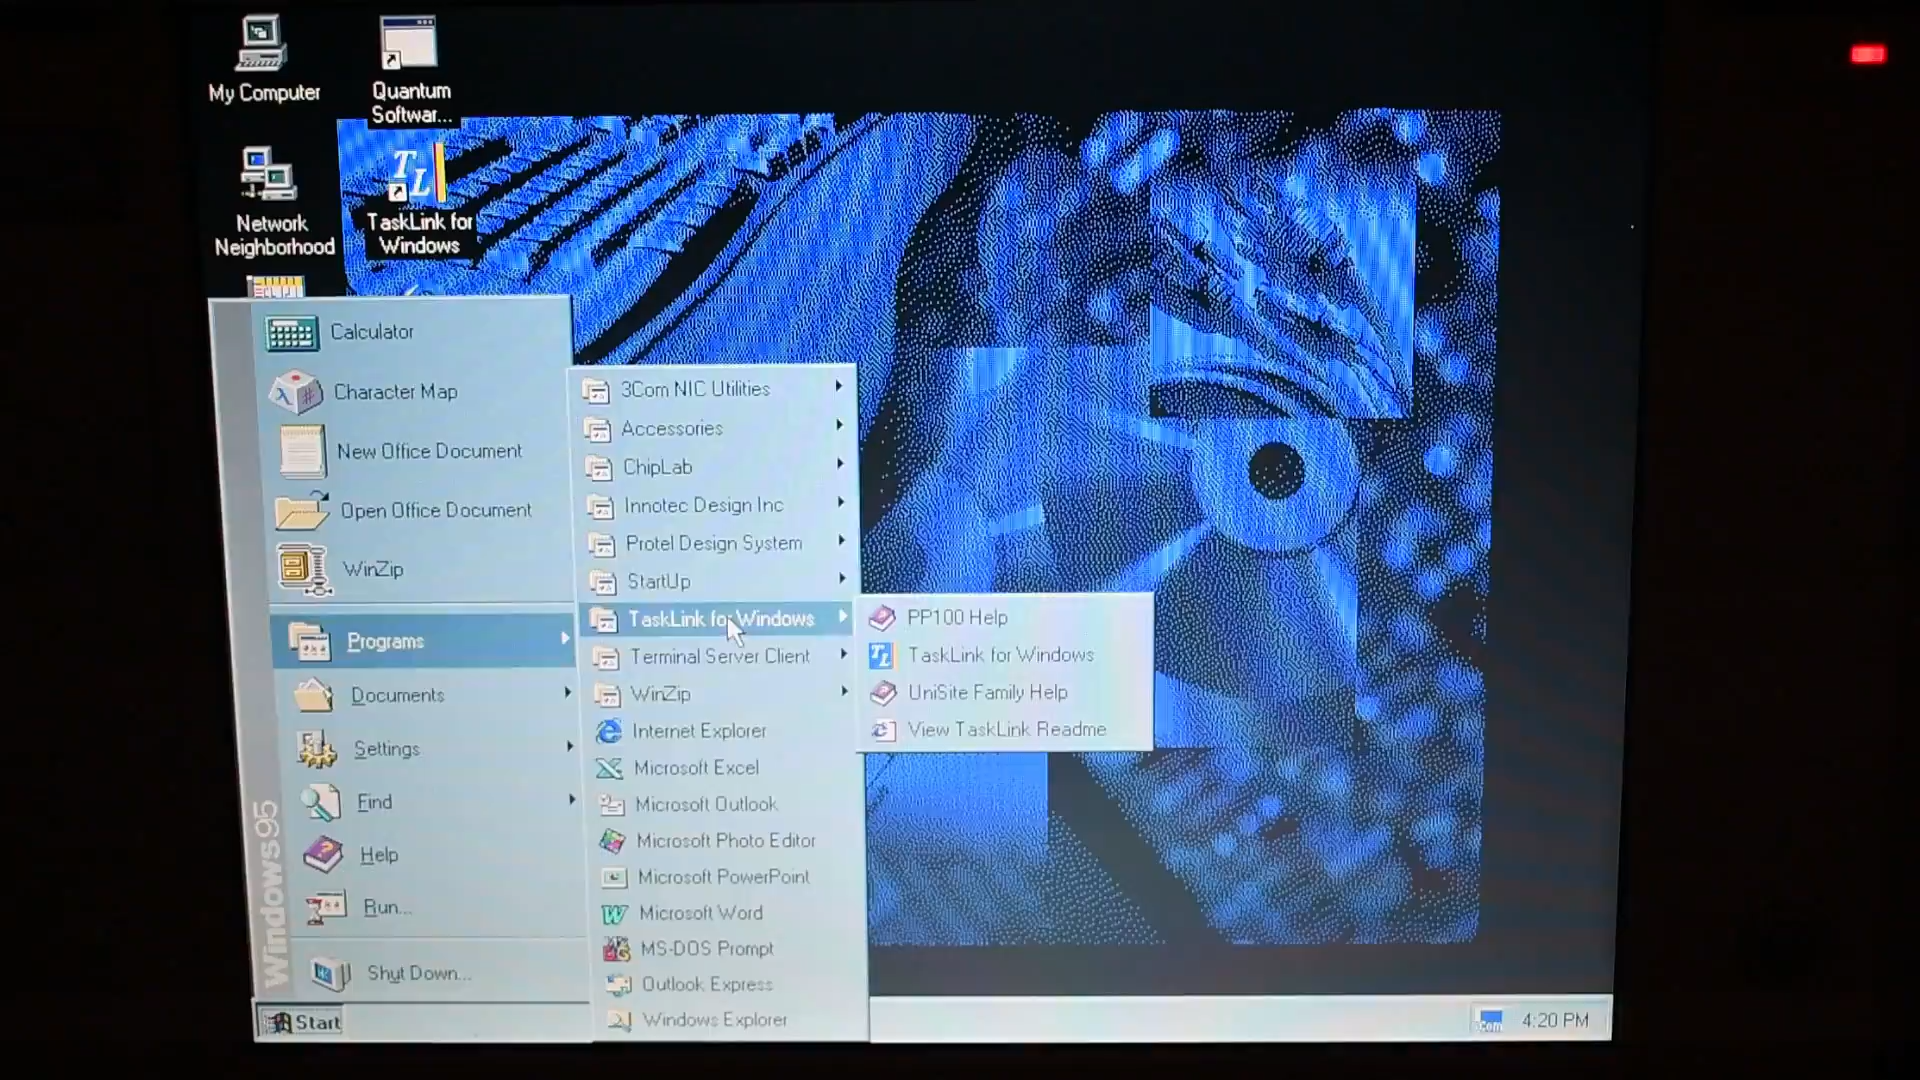 My Computer
Quantum
Softwar...
Network
Neighborhood
TL
TaskLink for
Windows
Calculator
Character Map
New Office Document
Open Office Document
WinZip
Programs
Documents
Settings
Find
Help
Run...
Shut Down...
Windows95
3Com NIC Utilities
Accessories
ChipLab
Innotec Design Inc
Protel Design System
StartUp
TaskLink for Windows
Terminal Server Client
WinZip
Internet Explorer
Microsoft Excel
Microsoft Outlook
Microsoft Photo Editor
Microsoft PowerPoint
Microsoft Word
MS-DOS Prompt
Outlook Express
Windows Explorer
PP100 Help
TL
TaskLink for Windows
UniSite Family Help
View TaskLink Readme
Start
Com
4:20 PM